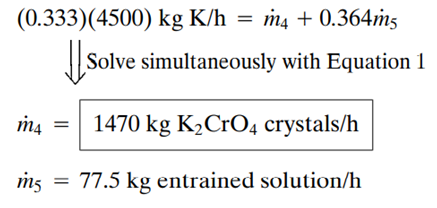 (0.333)(4500) kg K/h = ṁ₄ + 0.364ṁ₅
Solve simultaneously with Equation 1
ṁ₄ = 1470 kg K₂CrO₄ crystals/h
ṁ₅ = 77.5 kg entrained solution/h